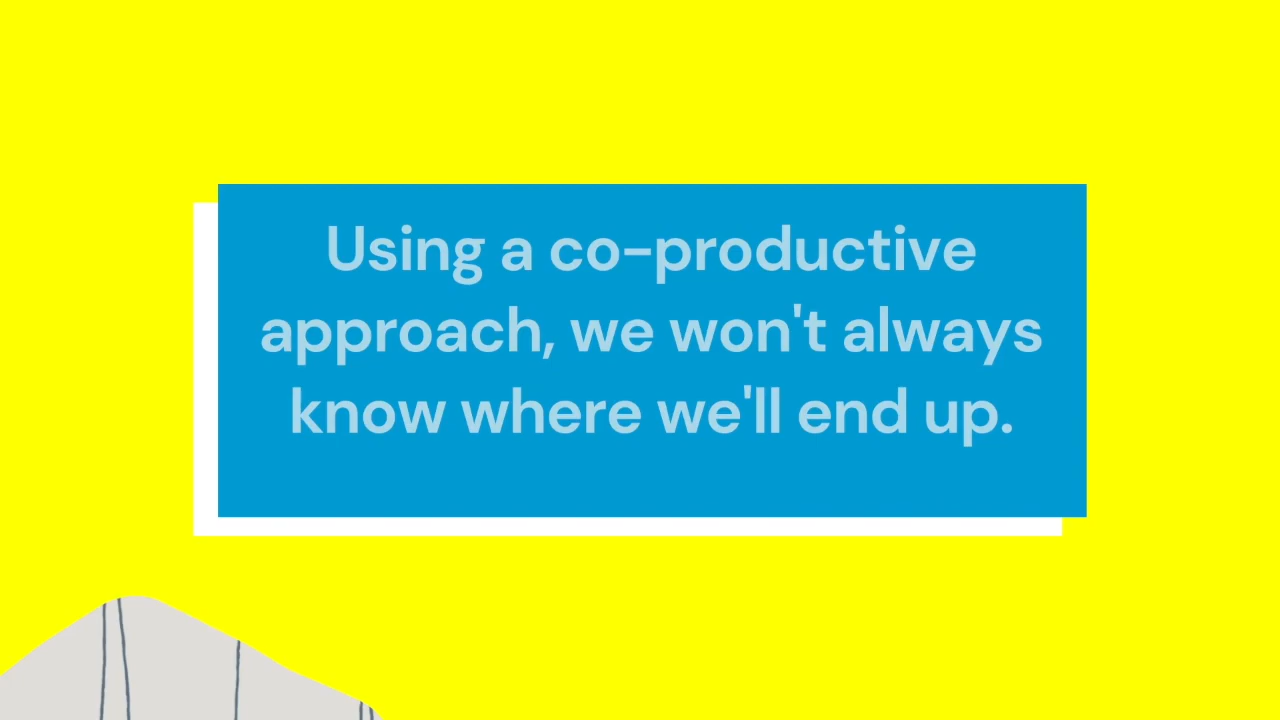 Using a co-productive
approach, we won't always
know where we'll end up.